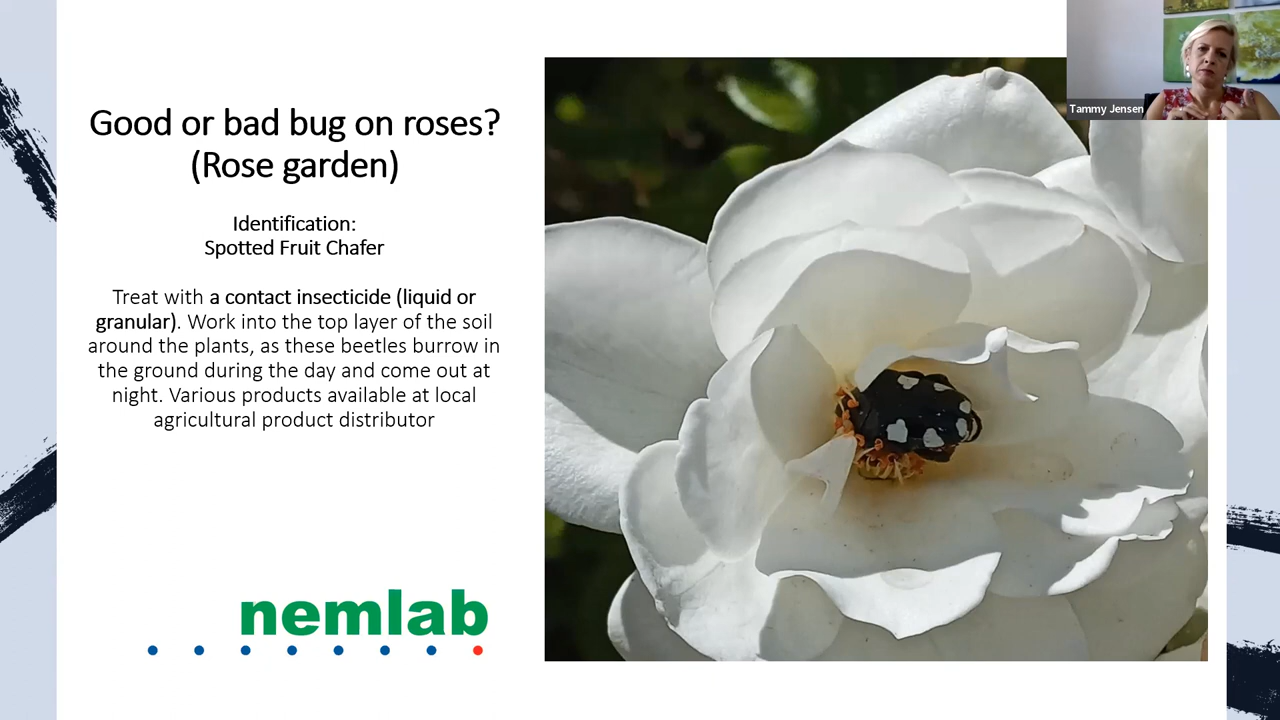 Good or bad bug on roses?
(Rose garden)
Identification:
Spotted Fruit Chafer
Treat with a contact insecticide (liquid or
granular). Work into the top layer of the soil
around the plants, as these beetles burrow in
the ground during the day and come out at
night. Various products available at local
agricultural product distributor
nemlab
Tammy Jensen